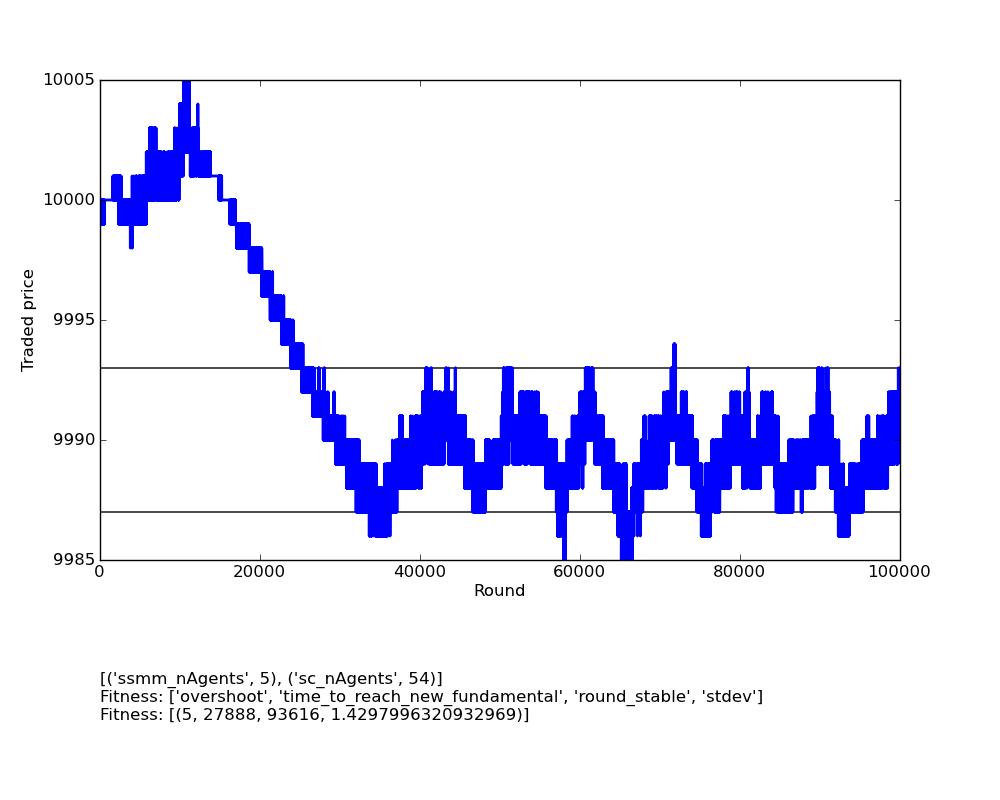 10005
10000
9995
9990
9985
0 20000 40000 60000 80000 100000
Traded price
Round
[('ssmm_nAgents', 5), ('sc_nAgents', 54)]
Fitness: ['overshoot', 'time_to_reach_new_fundamental', 'round_stable', 'stdev']
Fitness: [(5, 27888, 93616, 1.4297996320932969)]